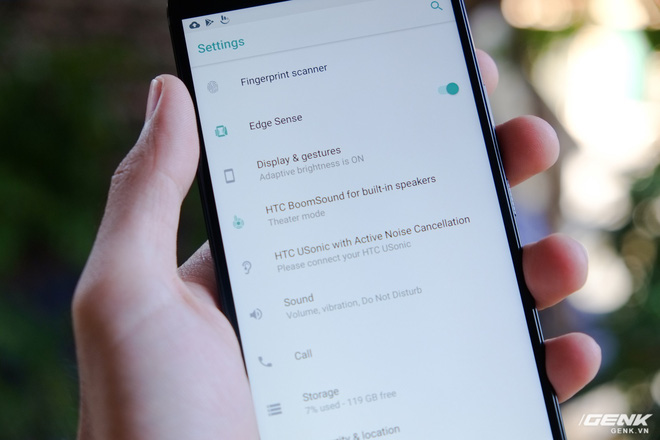 Settings
Fingerprint scanner
Edge Sense
Display & gestures
Adaptive brightness is ON
HTC BoomSound for built-in speakers
Theater mode
HTC USonic with Active Noise Cancellation
Please connect your HTC USonic
Sound
Volume, vibration, Do Not Disturb
Call
Storage
7% used - 119 GB free
& location
GENK
GENK.VN